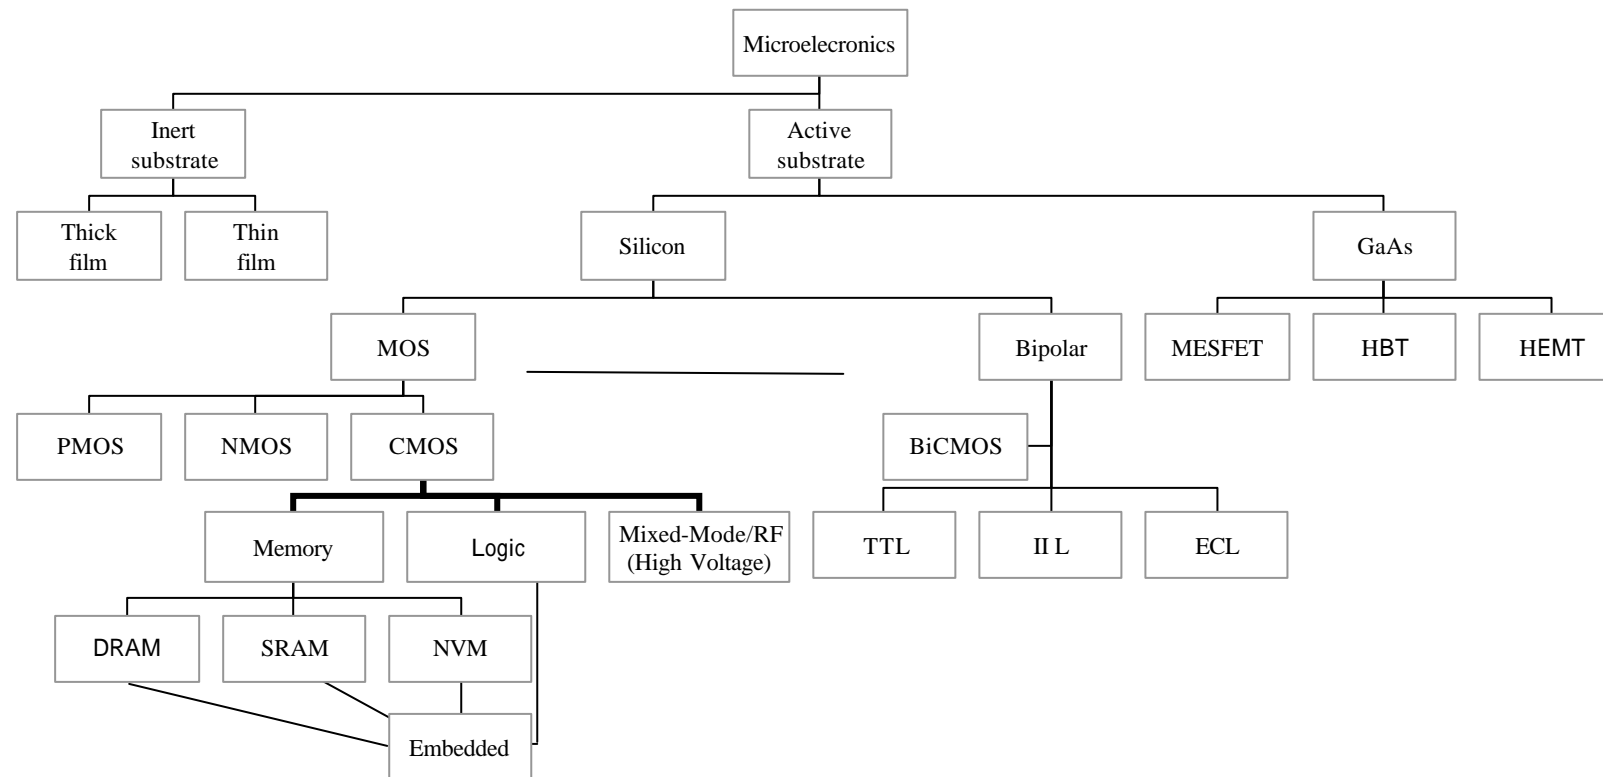 Microelecronics
Inert
substrate
Active
substrate
Thick
film
Thin
film
Silicon
GaAs
MOS
Bipolar
MESFET
HBT
HEMT
PMOS
NMOS
CMOS
BiCMOS
Memory
Logic
Mixed-Mode/RF
(High Voltage)
TTL
II L
ECL
DRAM
SRAM
NVM
Embedded